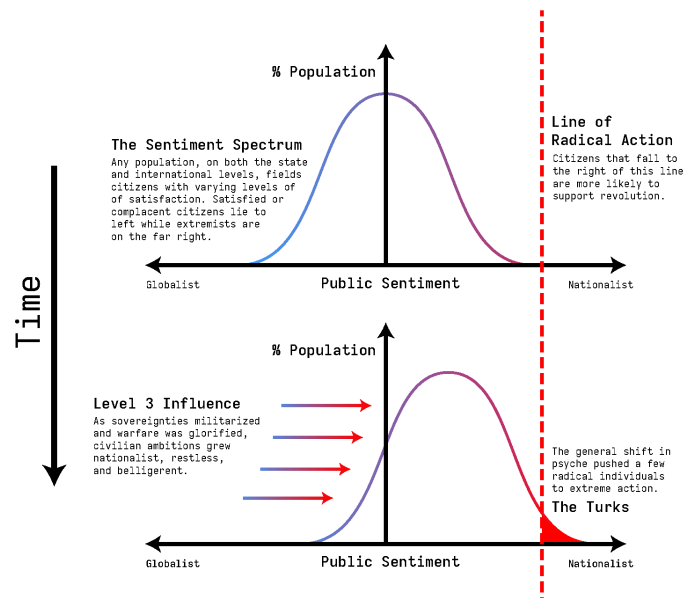 % Population
The Sentiment Spectrum
Any population, on both the state
and international levels, fields
citizens with varying levels of
of satisfaction. Satisfied or
complacent citizens lie to
left while extremists are
on the far right.
Line of
Radical Action
Citizens that fall to
the right of this line
are more likely to
support revolution.
Globalist
Public Sentiment
Nationalist
Time
% Population
Level 3 Influence
As sovereignties militarized
and warfare was glorified,
civilian ambitions grew
nationalist, restless,
and belligerent.
The general shift in
psyche pushed a few
radical individuals
to extreme action.
The Turks
Globalist
Public Sentiment
Nationalist